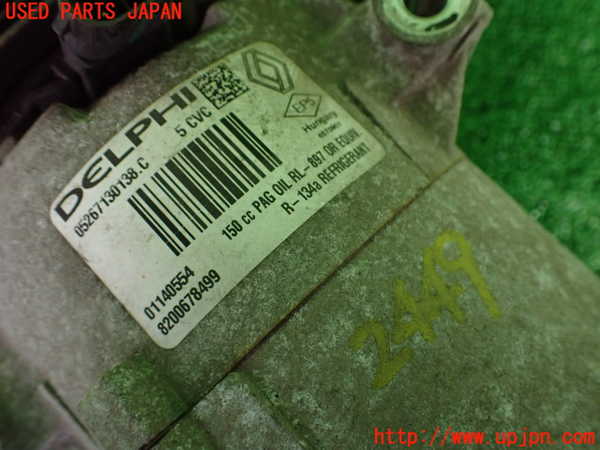 USED PARTS JAPAN
DELPHI
5 CVC
05267130138.C
EPS
Hungary
150 cc PAG OIL RL-897 OR EQUIV.
R-134a REFRIGERANT
01140554
8200678499
2449
http://www.upjpn.com/